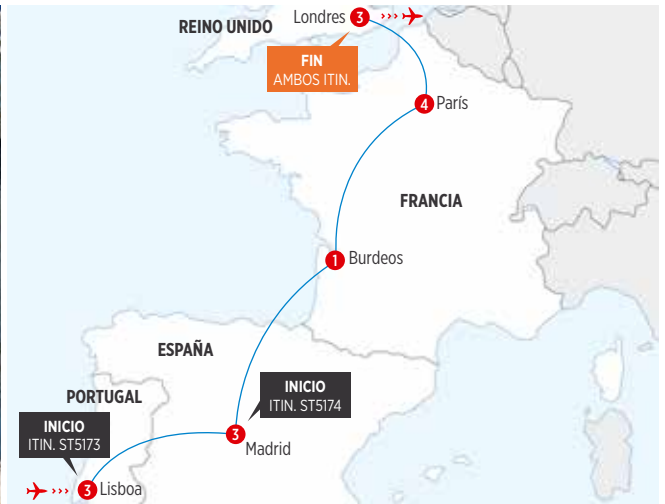 REINO UNIDO
Londres 3
FIN
AMBOS ITIN.
4 París
FRANCIA
1 Burdeos
ESPAÑA
INICIO
ITIN. ST5174
PORTUGAL
INICIO
ITIN. ST5173
3
Madrid
3 Lisboa